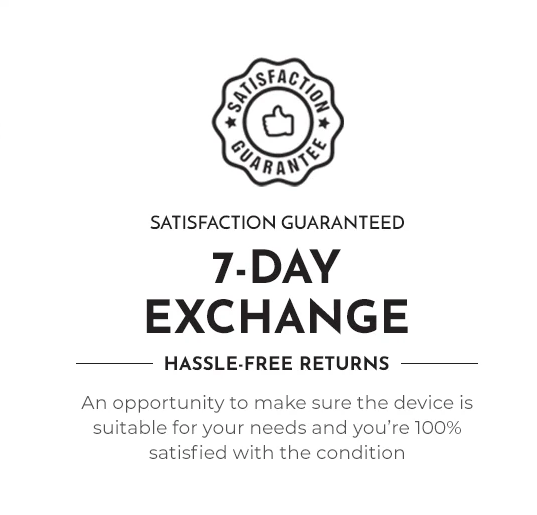 SATISFACTION
GUARANTEE
SATISFACTION GUARANTEED
7-DAY
EXCHANGE
HASSLE-FREE RETURNS
An opportunity to make sure the device is
suitable for your needs and you’re 100%
satisfied with the condition